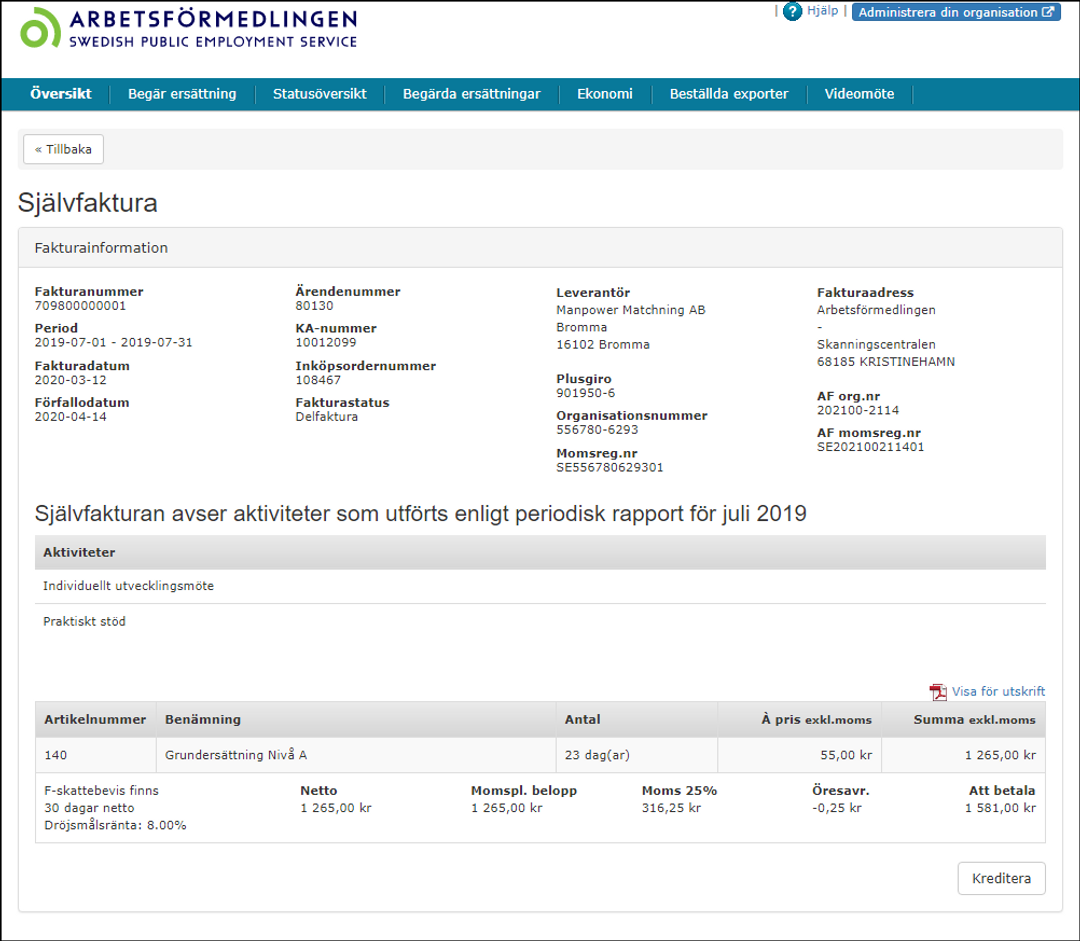 ARBETSFÖRMEDLINGEN
SWEDISH PUBLIC EMPLOYMENT SERVICE
| ? Hjälp | Administrera din organisation
Översikt Begär ersättning Statusöversikt Begärda ersättningar Ekonomi Beställda exporter Videomöte
« Tillbaka
Självfaktura
Fakturainformation
Fakturanummer
709800000001
Period
2019-07-01 - 2019-07-31
Fakturadatum
2020-03-12
Förfallodatum
2020-04-14
Ärendenummer
80130
KA-nummer
10012099
Inköpsordernummer
108467
Fakturastatus
Delfaktura
Leverantör
Manpower Matchning AB
Bromma
16102 Bromma
Plusgiro
901950-6
Organisationsnummer
556780-6293
Momsreg.nr
SE556780629301
Fakturaadress
Arbetsförmedlingen
-
Skanningscentralen
68185 KRISTINEHAMN
AF org.nr
202100-2114
AF momsreg.nr
SE202100211401
Självfakturan avser aktiviteter som utförts enligt periodisk rapport för juli 2019
Aktiviteter
Individuellt utvecklingsmöte
Praktiskt stöd
Visa för utskrift
Artikelnummer Benämning Antal À pris exkl.moms Summa exkl.moms
140 Grundersättning Nivå A 23 dag(ar) 55,00 kr 1 265,00 kr
F-skattebevis finns Netto Momspl. belopp Moms 25% Öresavr. Att betala
30 dagar netto 1 265,00 kr 1 265,00 kr 316,25 kr -0,25 kr 1 581,00 kr
Dröjsmålsränta: 8.00%
Kreditera